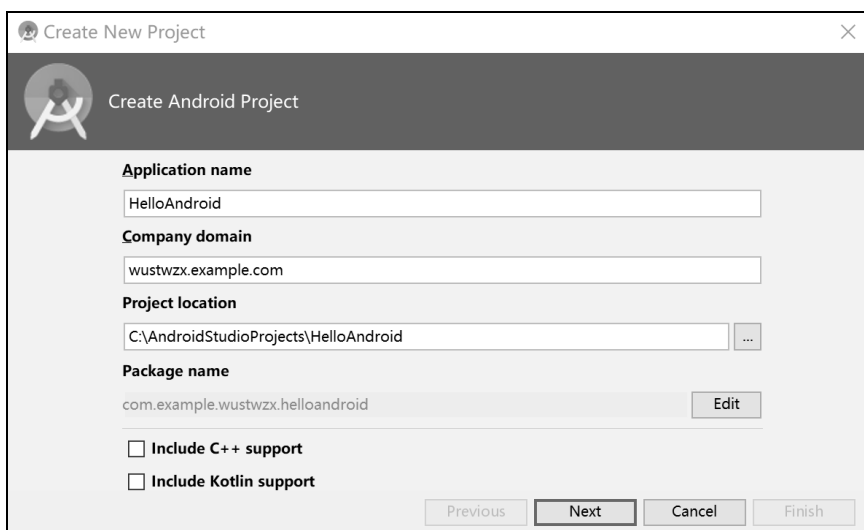 Create New Project
Create Android Project
Application name
HelloAndroid
Company domain
wustwzx.example.com
Project location
C:\AndroidStudioProjects\HelloAndroid
...
Package name
com.example.wustwzx.helloandroid
Edit
Include C++ support
Include Kotlin support
Previous Next Cancel Finish